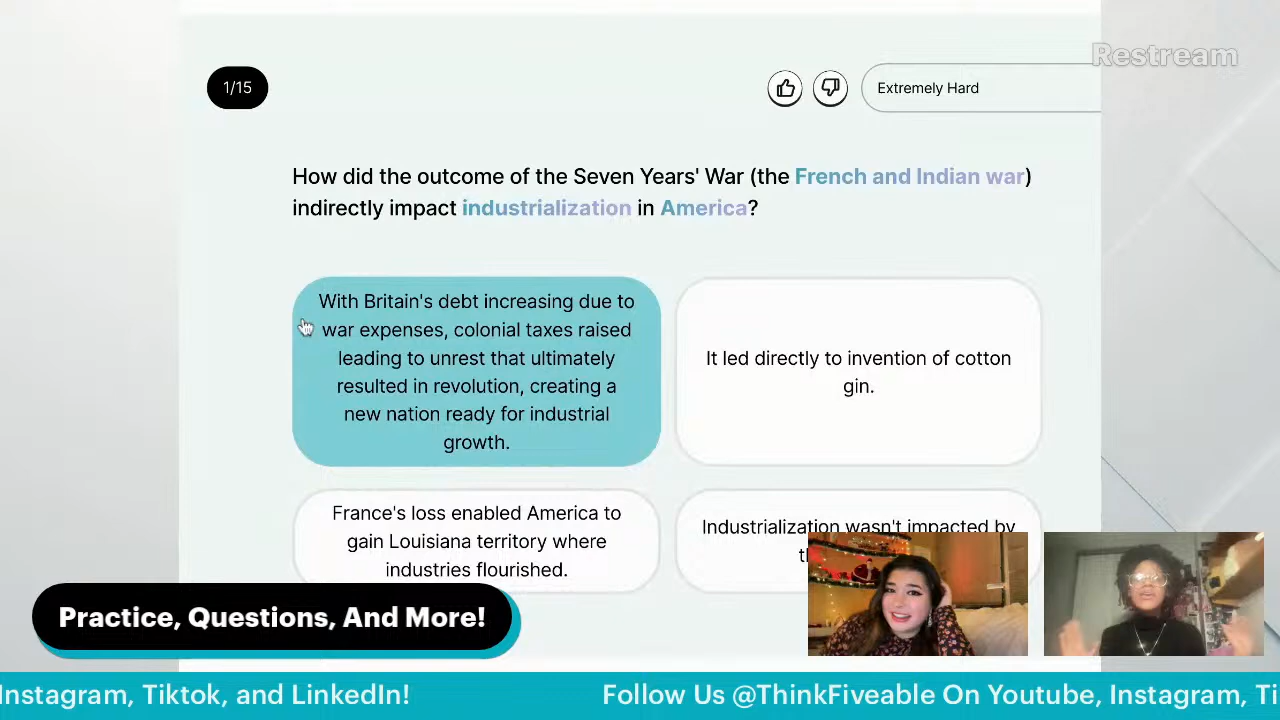 Restream
1/15
Extremely Hard
How did the outcome of the Seven Years' War (the French and Indian war)
indirectly impact industrialization in America?
With Britain's debt increasing due to
war expenses, colonial taxes raised
leading to unrest that ultimately
resulted in revolution, creating a
new nation ready for industrial
growth.
It led directly to invention of cotton
gin.
France's loss enabled America to
gain Louisiana territory where
industries flourished.
Industrialization wasn't impacted by
Practice, Questions, And More!
Instagram, Tiktok, and LinkedIn!
Follow Us @ThinkFiveable On Youtube, Instagram, Ti